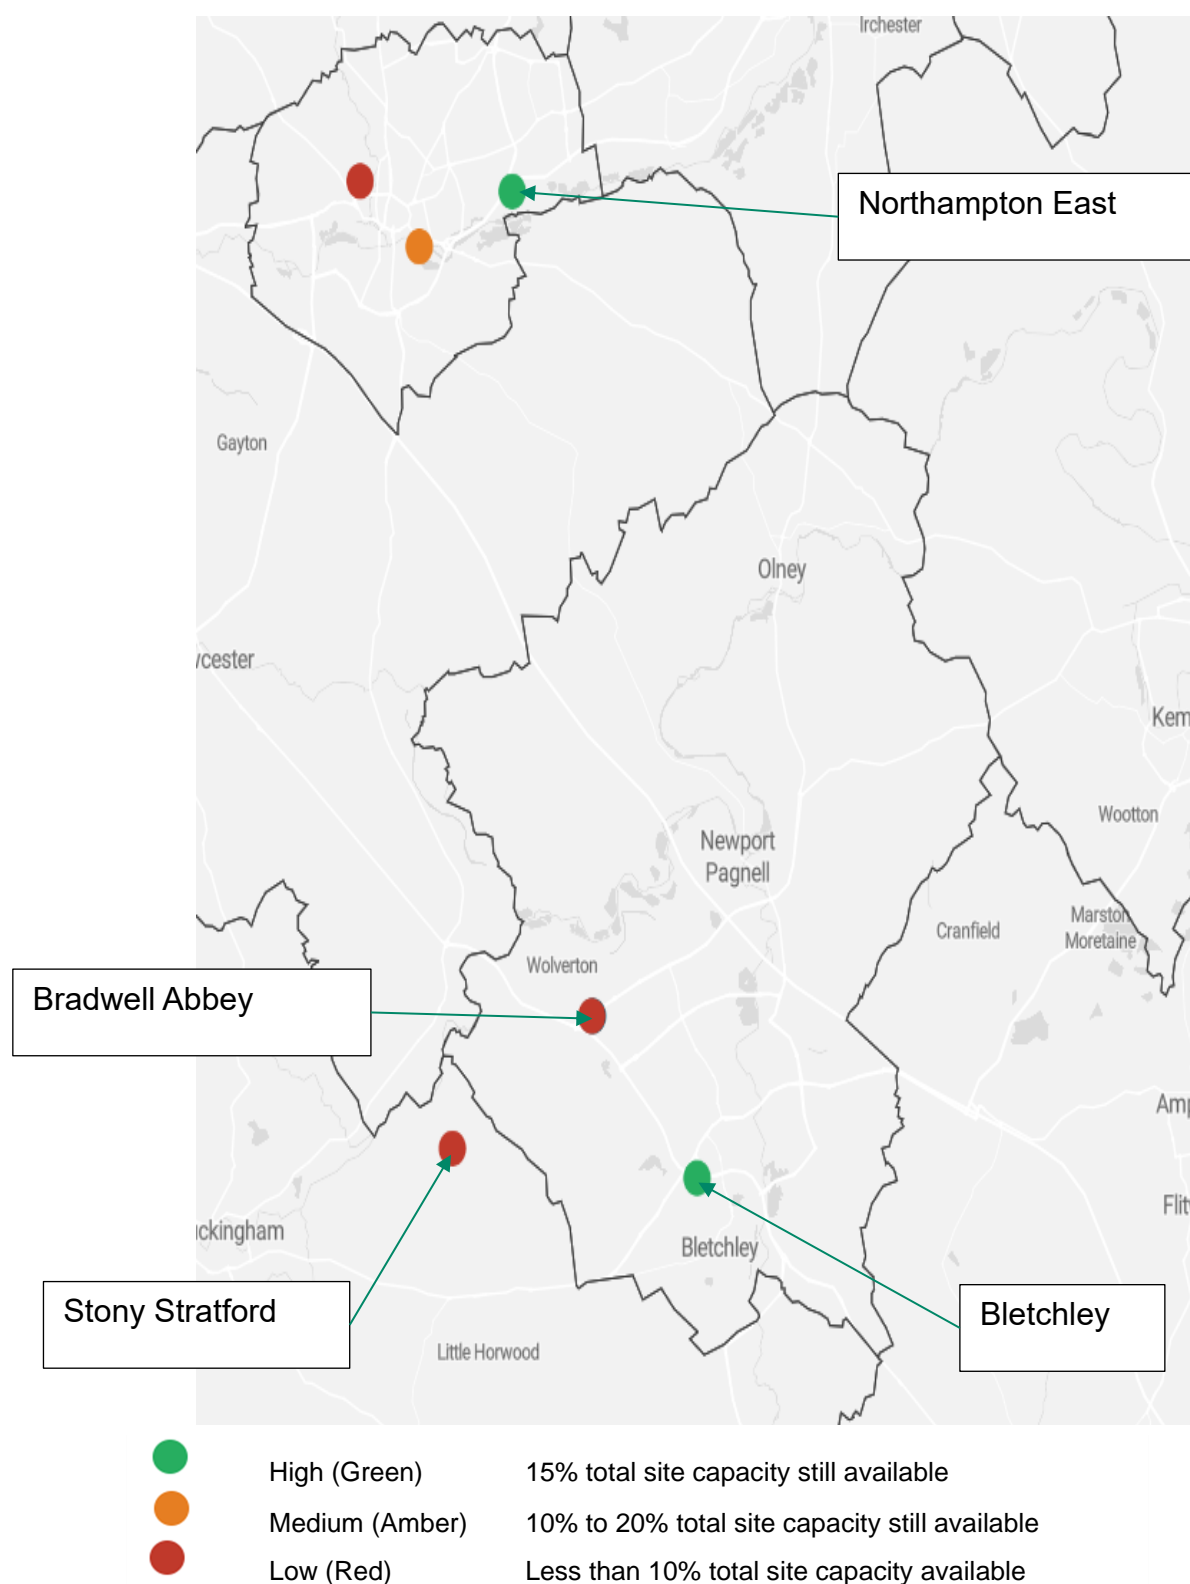 Irchester
Northampton East
Gayton
Olney
cester
Kem
Wootton
Newport
Pagnell
Marston
Moretaine
Cranfield
Wolverton
Bradwell Abbey
Amp
Flit
ckingham
Bletchley
Stony Stratford
Bletchley
Little Horwood
High (Green) 15% total site capacity still available
Medium (Amber) 10% to 20% total site capacity still available
Low (Red) Less than 10% total site capacity available